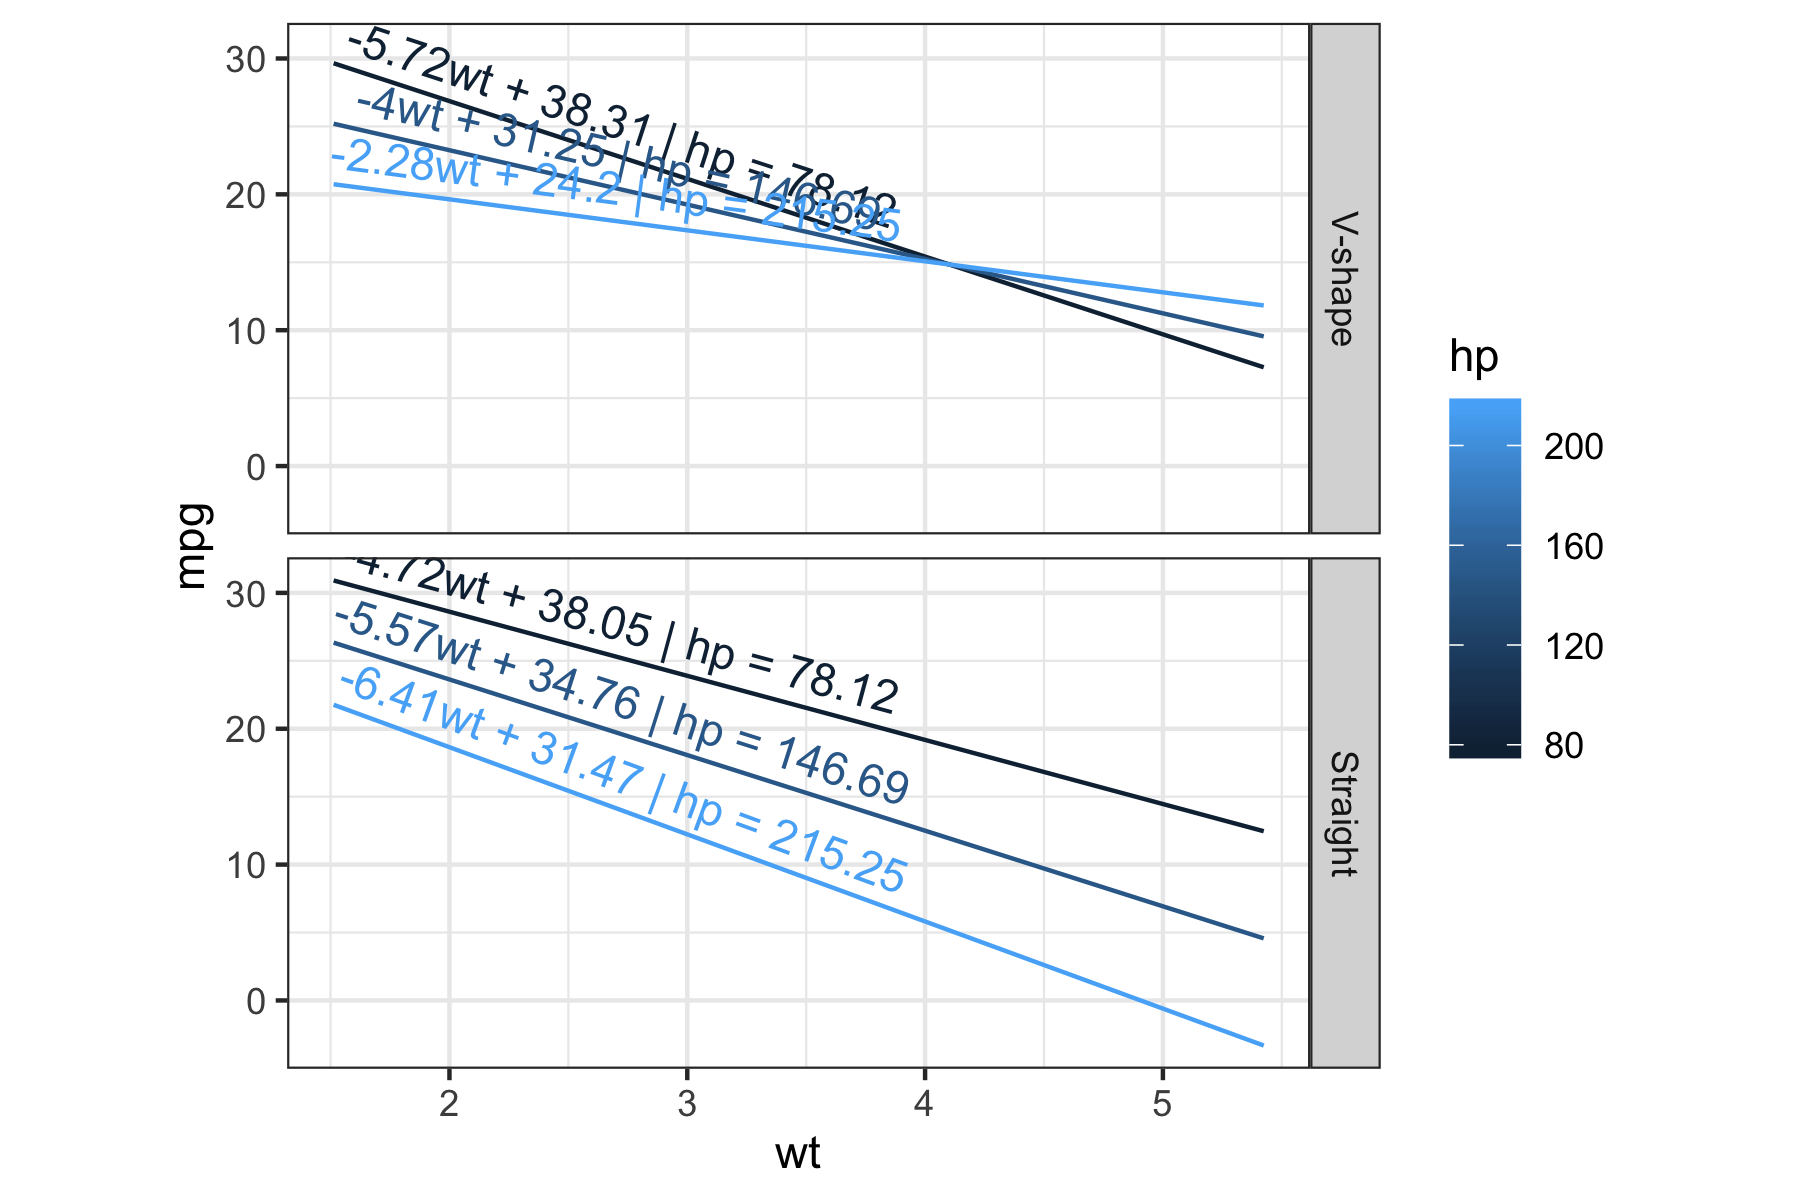 -5.72wt + 38.31 | hp = 78.12
-4wt + 31.25 | hp = 146.69
-2.28wt + 24.2 | hp = 215.25
30
20
10
0
V-shape
-4.72wt + 38.05 | hp = 78.12
-5.57wt + 34.76 | hp = 146.69
-6.41wt + 31.47 | hp = 215.25
30
20
10
0
Straight
mpg
2 3 4 5
wt
hp
200
160
120
80